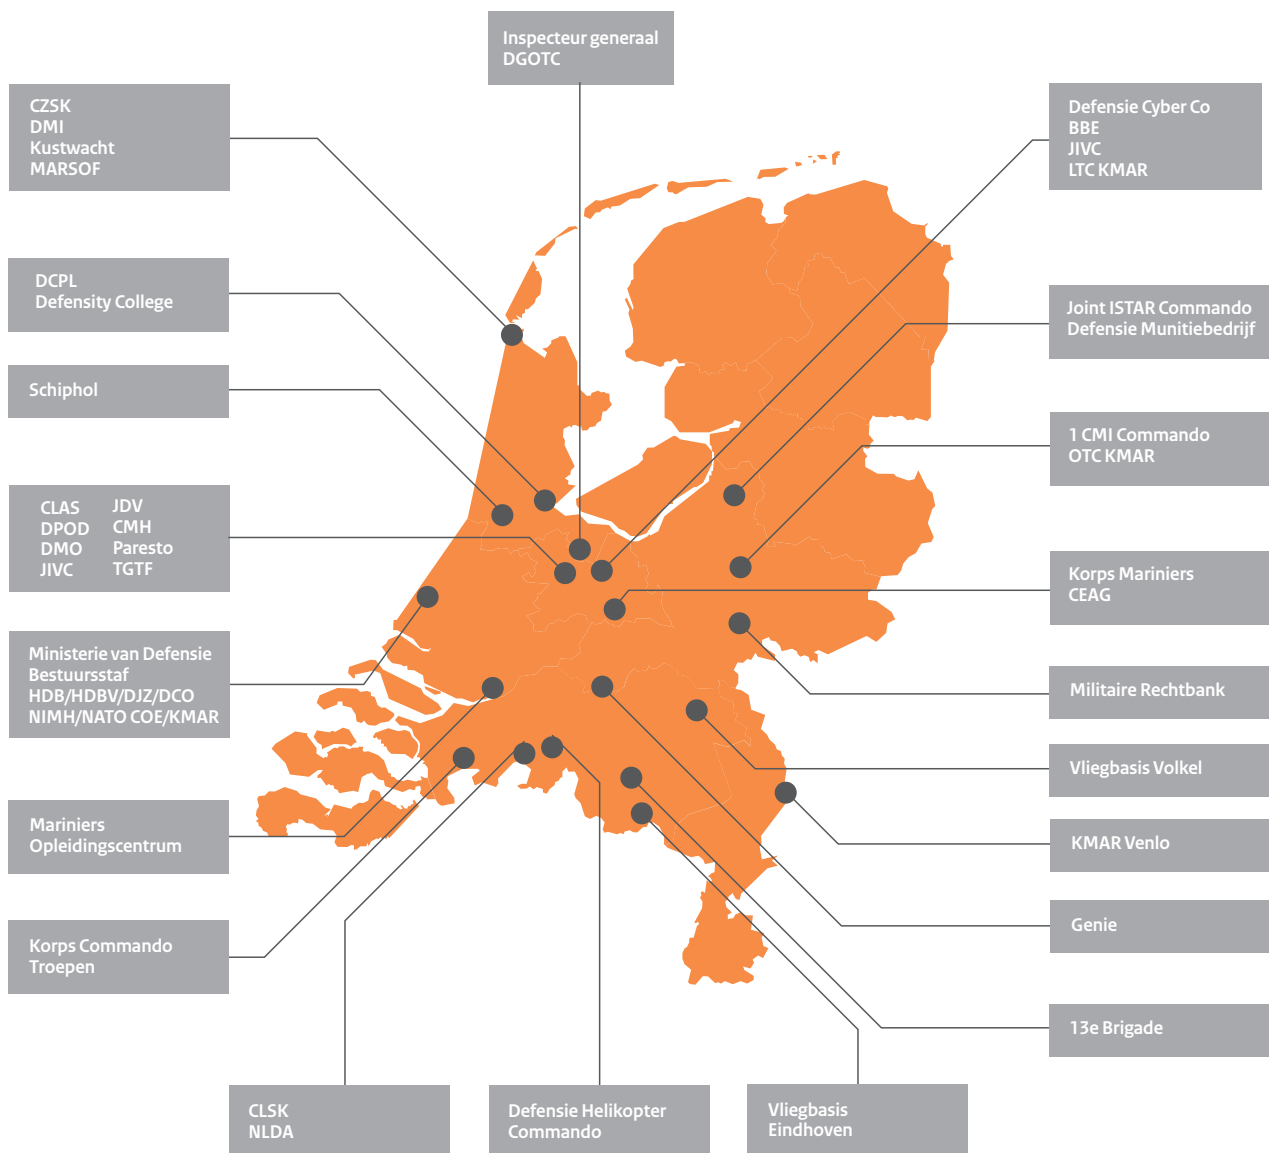 Inspecteur generaal
DGOTC
CZSK
DMI
Kustwacht
MARSOF
DCPL
Defensity College
Schiphol
CLAS
DPOD
DMO
JIVC
JDV
CMH
Paresto
TGTF
Ministerie van Defensie
Bestuursstaf
HDB/HDBV/DJZ/DCO
NIMH/NATO COE/KMAR
Mariniers
Opleidingscentrum
Korps Commando
Troepen
CLSK
NLDA
Defensie Helikopter
Commando
Vliegbasis
Eindhoven
Defensie Cyber Co
BBE
JIVC
LTC KMAR
Joint ISTAR Commando
Defensie Munitiebedrijf
1 CMI Commando
OTC KMAR
Korps Mariniers
CEAG
Militaire Rechtbank
Vliegbasis Volkel
KMAR Venlo
Genie
13e Brigade